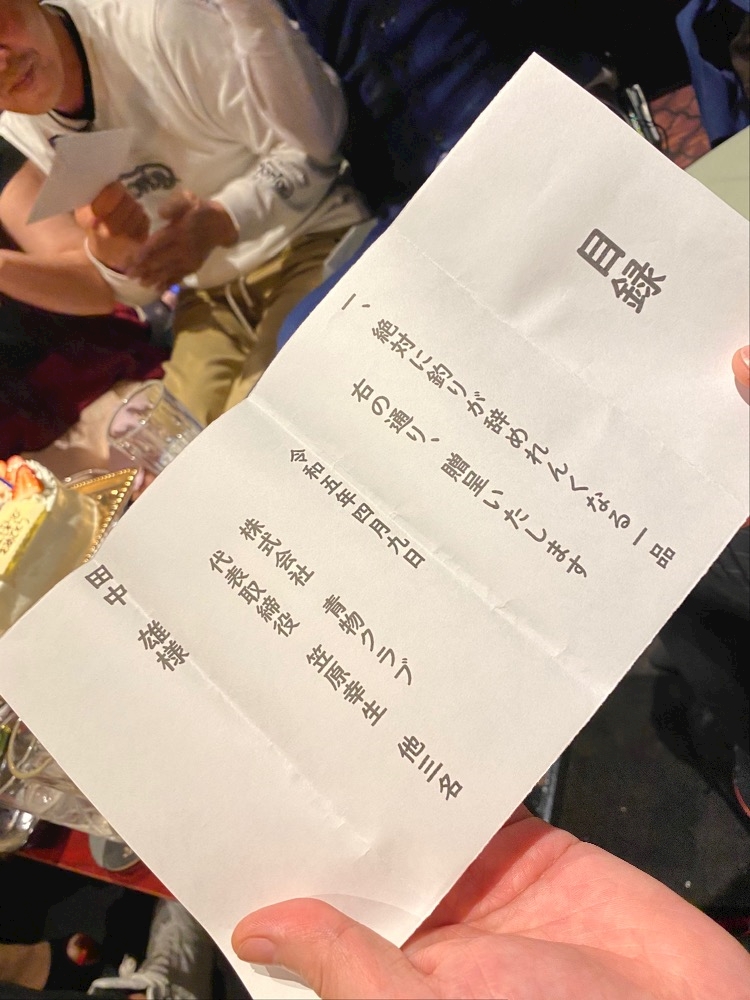 目録
一、絶対に釣りが辞めれんくなる一品
右の通り、贈呈いたします
令和五年四月九日
株式会社 青物クラブ
代表取締役 笠原幸生 他三名
田中 雄様